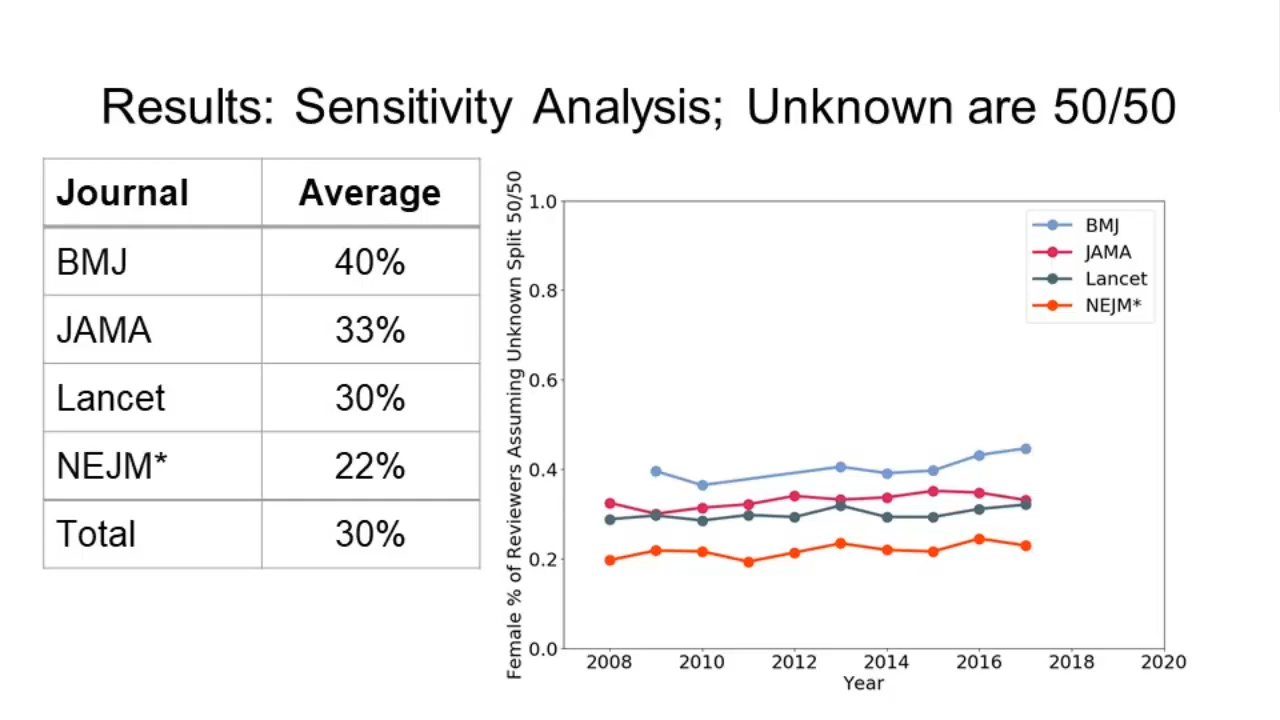 Results: Sensitivity Analysis; Unknown are 50/50
Journal Average
BMJ 40%
JAMA 33%
Lancet 30%
NEJM* 22%
Total 30%
Female % of Reviewers Assuming Unknown Split 50/50
1.0
0.8
0.6
0.4
0.2
0.0
2008 2010 2012 2014 2016 2018 2020
Year
BMJ
JAMA
Lancet
NEJM*